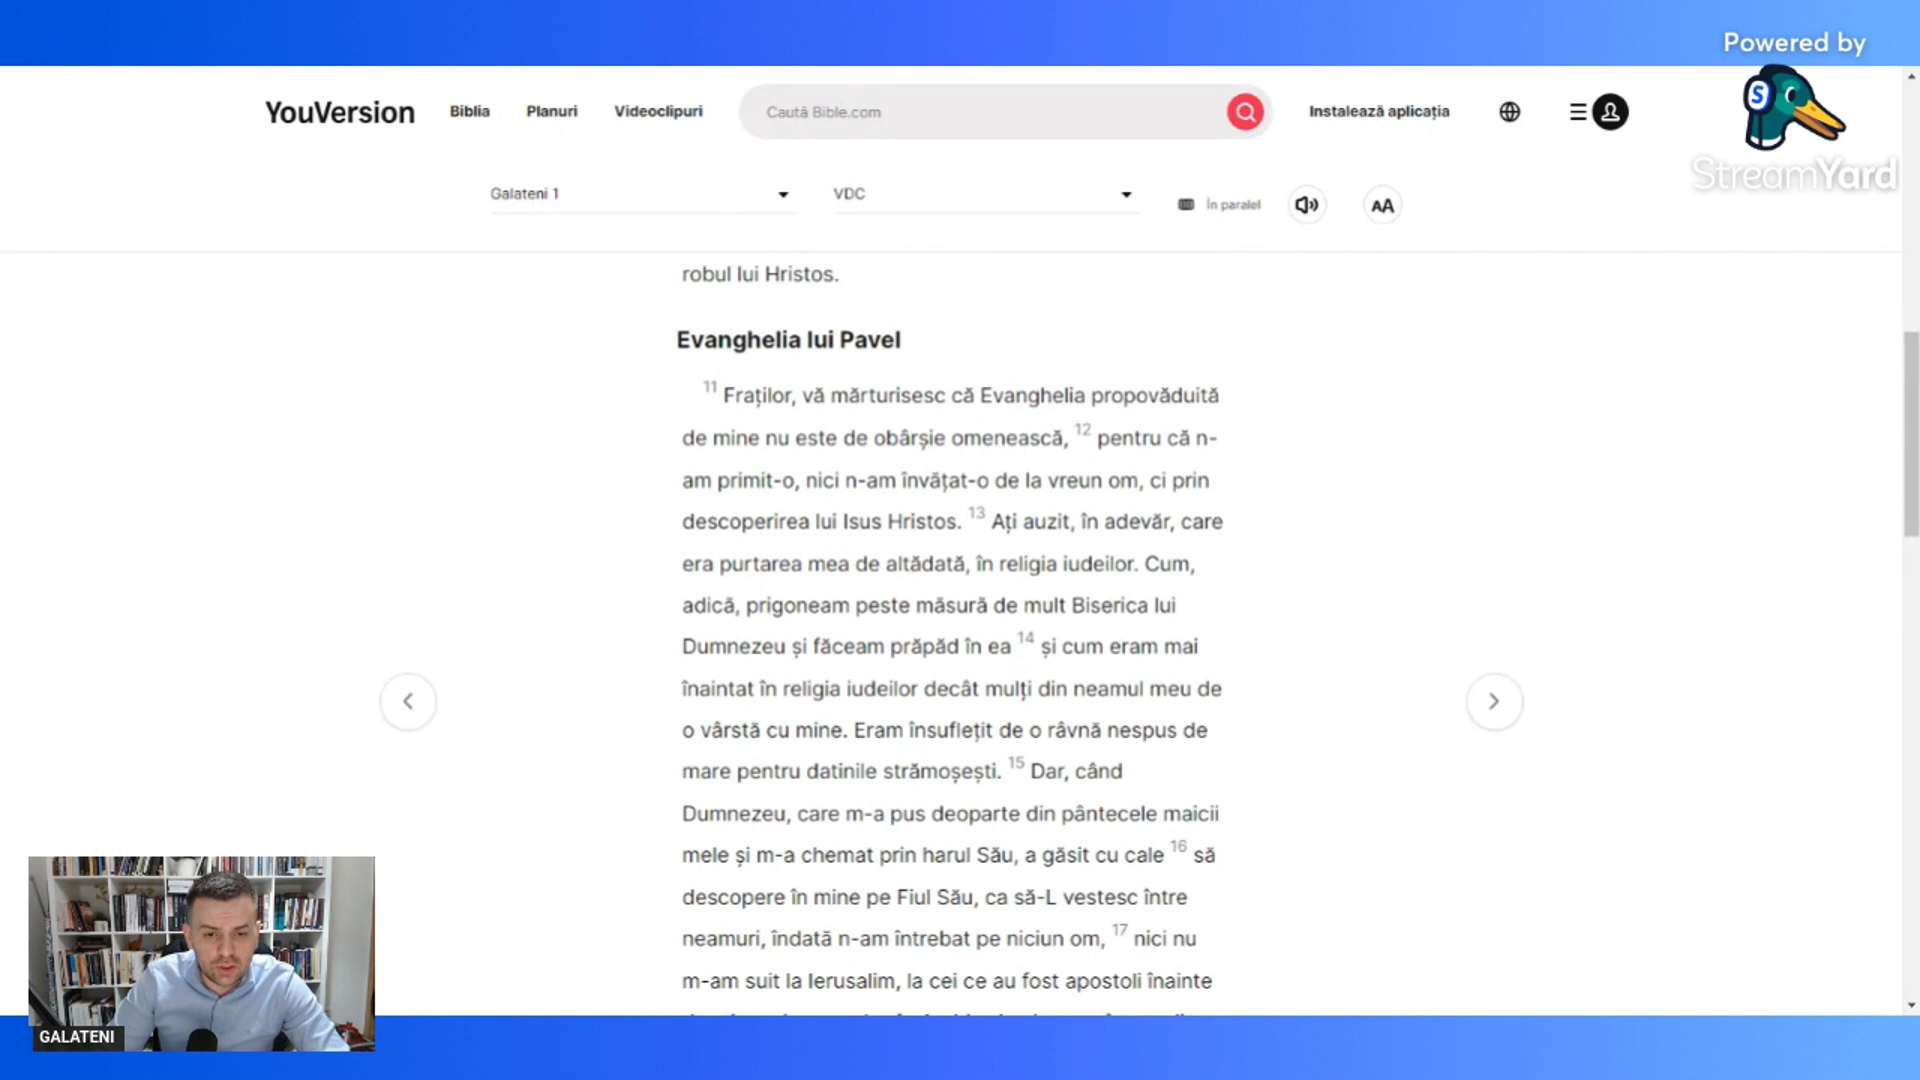 Powered by
StreamYard
YouVersion Biblia Planuri Videoclipuri Caută Bible.com Instalează aplicația
Galateni 1 VDC În paralel AA
robul lui Hristos.
Evanghelia lui Pavel
11 Fraților, vă mărturisesc că Evanghelia propovăduită
de mine nu este de obârșie omenească, 12 pentru că n-
am primit-o, nici n-am învățat-o de la vreun om, ci prin
descoperirea lui Isus Hristos. 13 Ați auzit, în adevăr, care
era purtarea mea de altădată, în religia iudeilor. Cum,
adică, prigoneam peste măsură de mult Biserica lui
Dumnezeu și făceam prăpăd în ea 14 și cum eram mai
înaintat în religia iudeilor decât mulți din neamul meu de
o vârstă cu mine. Eram însuflețit de o râvnă nespus de
mare pentru datinile strămoșești. 15 Dar, când
Dumnezeu, care m-a pus deoparte din pântecele maicii
mele și m-a chemat prin harul Său, a găsit cu cale 16 să
descopere în mine pe Fiul Său, ca să-L vestesc între
neamuri, îndată n-am întrebat pe niciun om, 17 nici nu
m-am suit la Ierusalim, la cei ce au fost apostoli înainte
GALATENI